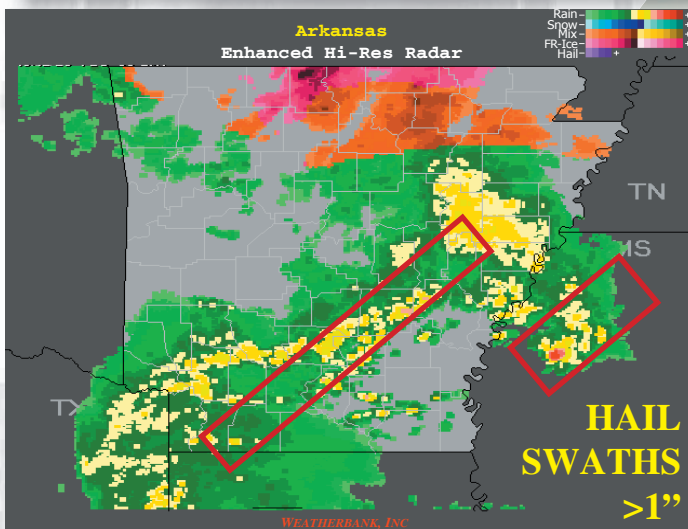 Arkansas
Enhanced Hi-Res Radar
Rain-
+
Snow-
+
Mix-
+
FR-Ice-
+
Hail-
+
TN
MS
TX
HAIL
SWATHS
>1”
WEATHERBANK, INC